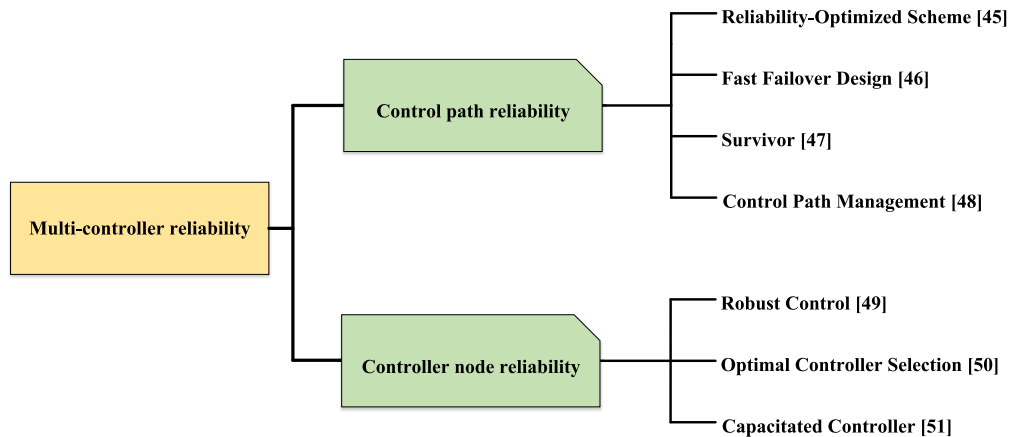 Multi-controller reliability
Control path reliability
Reliability-Optimized Scheme [45]
Fast Failover Design [46]
Survivor [47]
Control Path Management [48]
Controller node reliability
Robust Control [49]
Optimal Controller Selection [50]
Capacitated Controller [51]